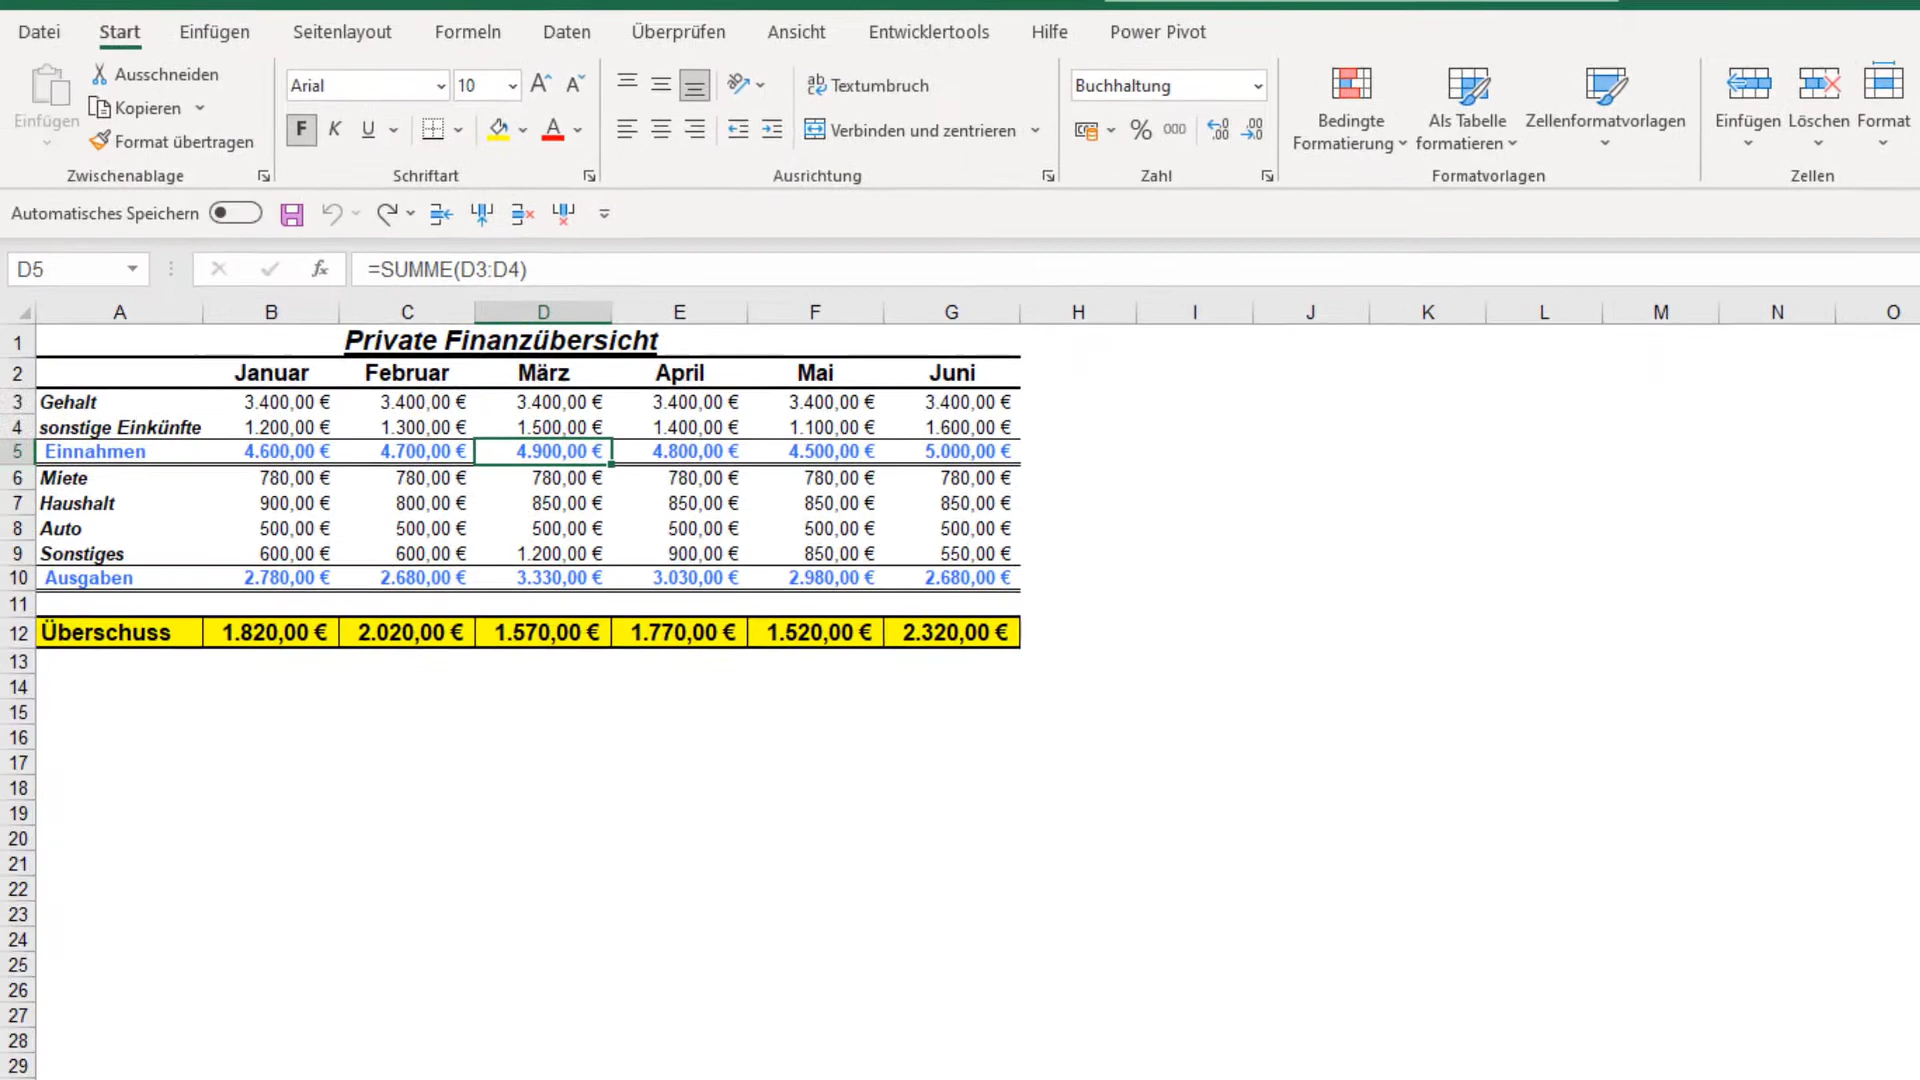 Datei Start Einfügen Seitenlayout Formeln Daten Überprüfen Ansicht Entwicklertools Hilfe Power Pivot
Einfügen
Ausschneiden
Kopieren
Format übertragen
Zwischenablage
Arial 10
F K U
Schriftart
Textumbruch
Verbinden und zentrieren
Ausrichtung
Buchhaltung
% 000
Zahl
Bedingte Formatierung
Als Tabelle formatieren
Zellenformatvorlagen
Formatvorlagen
Einfügen Löschen Format
Zellen
Automatisches Speichern
D5 fx =SUMME(D3:D4)
A B C D E F G H I J K L M N O
1 Private Finanzübersicht
2 Januar Februar März April Mai Juni
3 Gehalt 3.400,00 € 3.400,00 € 3.400,00 € 3.400,00 € 3.400,00 € 3.400,00 €
4 sonstige Einkünfte 1.200,00 € 1.300,00 € 1.500,00 € 1.400,00 € 1.100,00 € 1.600,00 €
5 Einnahmen 4.600,00 € 4.700,00 € 4.900,00 € 4.800,00 € 4.500,00 € 5.000,00 €
6 Miete 780,00 € 780,00 € 780,00 € 780,00 € 780,00 € 780,00 €
7 Haushalt 900,00 € 800,00 € 850,00 € 850,00 € 850,00 € 850,00 €
8 Auto 500,00 € 500,00 € 500,00 € 500,00 € 500,00 € 500,00 €
9 Sonstiges 600,00 € 600,00 € 1.200,00 € 900,00 € 850,00 € 550,00 €
10 Ausgaben 2.780,00 € 2.680,00 € 3.330,00 € 3.030,00 € 2.980,00 € 2.680,00 €
11
12 Überschuss 1.820,00 € 2.020,00 € 1.570,00 € 1.770,00 € 1.520,00 € 2.320,00 €
13
14
15
16
17
18
19
20
21
22
23
24
25
26
27
28
29